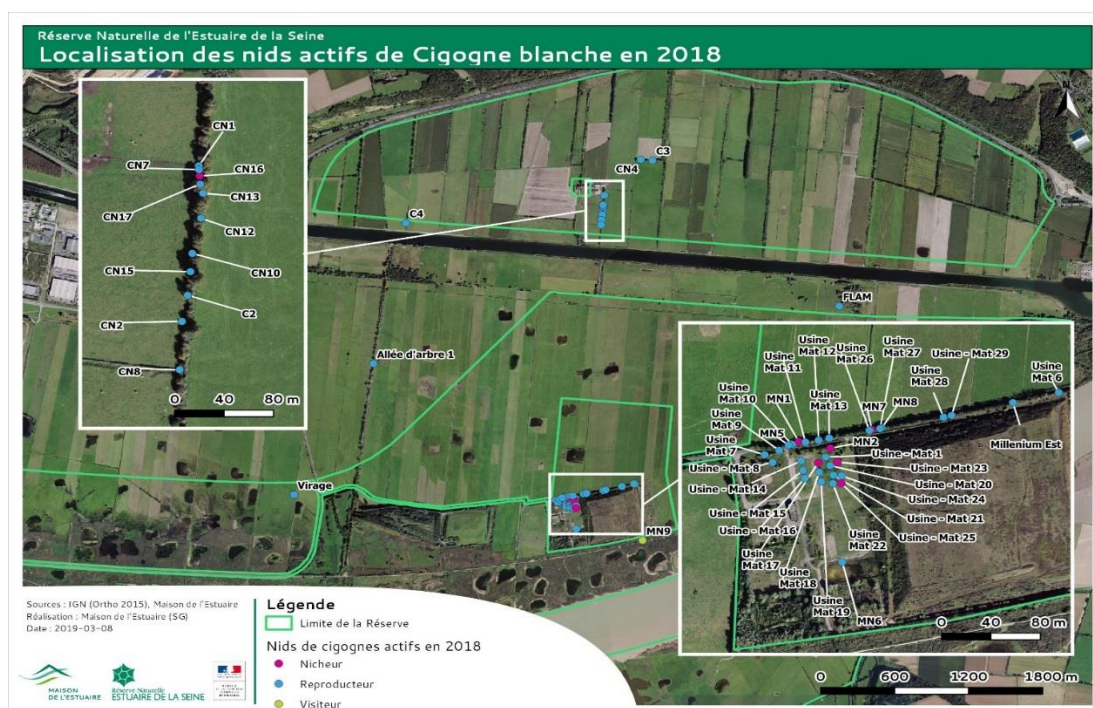 Réserve Naturelle de l'Estuaire de la Seine
Localisation des nids actifs de Cigogne blanche en 2018
CN1
CN7
CN16
CN13
CN17
CN12
CN10
CN15
C2
CN2
CN8
0 40 80 m
C3
CN4
C4
FLAM
Allée d'arbre 1
Virage
MN9
Usine
Mat 12
Usine
Mat 11
Usine
Mat 26
Usine
Mat 27
Usine - Mat 29
Usine
Mat 28
Usine
Mat 6
Usine
Mat 10
MN1
Usine
Mat 13
MN7
MN8
Usine
Mat 9
MN5
MN2
Millenium Est
Usine
Mat 7
Usine - Mat 1
Usine - Mat 8
Usine - Mat 23
Usine - Mat 20
Usine - Mat 14
Usine - Mat 24
Usine - Mat 15
Usine - Mat 21
Usine - Mat 16
Usine - Mat 25
Usine
Mat 22
Usine
Mat 17
Usine
Mat 18
Usine
Mat 19
MN6
0 40 80 m
0 600 1200 1800 m
Sources : IGN (Ortho 2015), Maison de l'Estuaire
Réalisation : Maison de l'Estuaire (SG)
Date : 2019-03-08
MAISON
DE L'ESTUAIRE
Réserve Naturelle
ESTUAIRE DE LA SEINE
Légende
Limite de la Réserve
Nids de cigognes actifs en 2018
Nicheur
Reproducteur
Visiteur